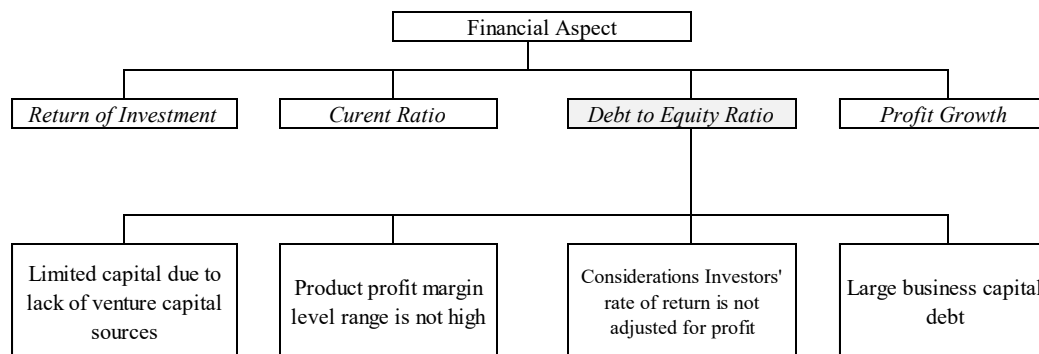 Financial Aspect
Return of Investment
Curent Ratio
Debt to Equity Ratio
Profit Growth
Limited capital due to
lack of venture capital
sources
Product profit margin
level range is not high
Considerations Investors'
rate of return is not
adjusted for profit
Large business capital
debt